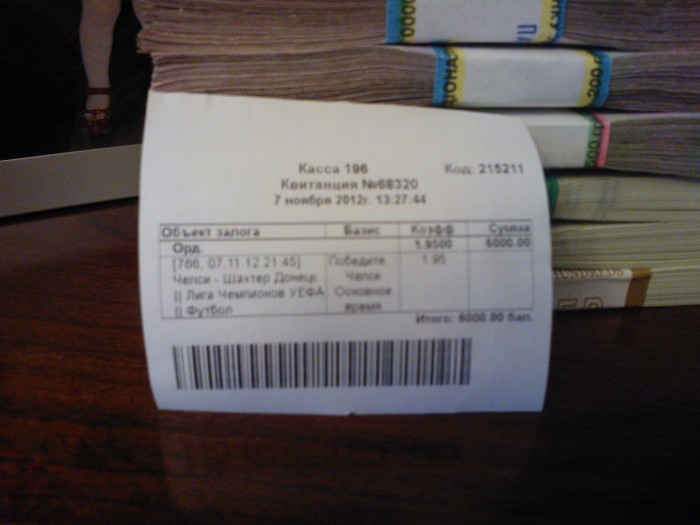 Касса 196 Код: 215211
Квитанция №68320
7 ноября 2012г. 13:27:44
Объект залога Базис Коэфф Сумма
Орд. 1.9500 6000.00
[766, 07.11.12 21:45] Победите 1.95
Челси - Шахтер Донецк Челси
|| Лига Чемпионов УЕФА Основное
|| Футбол время
Итого: 6000.00 бал.